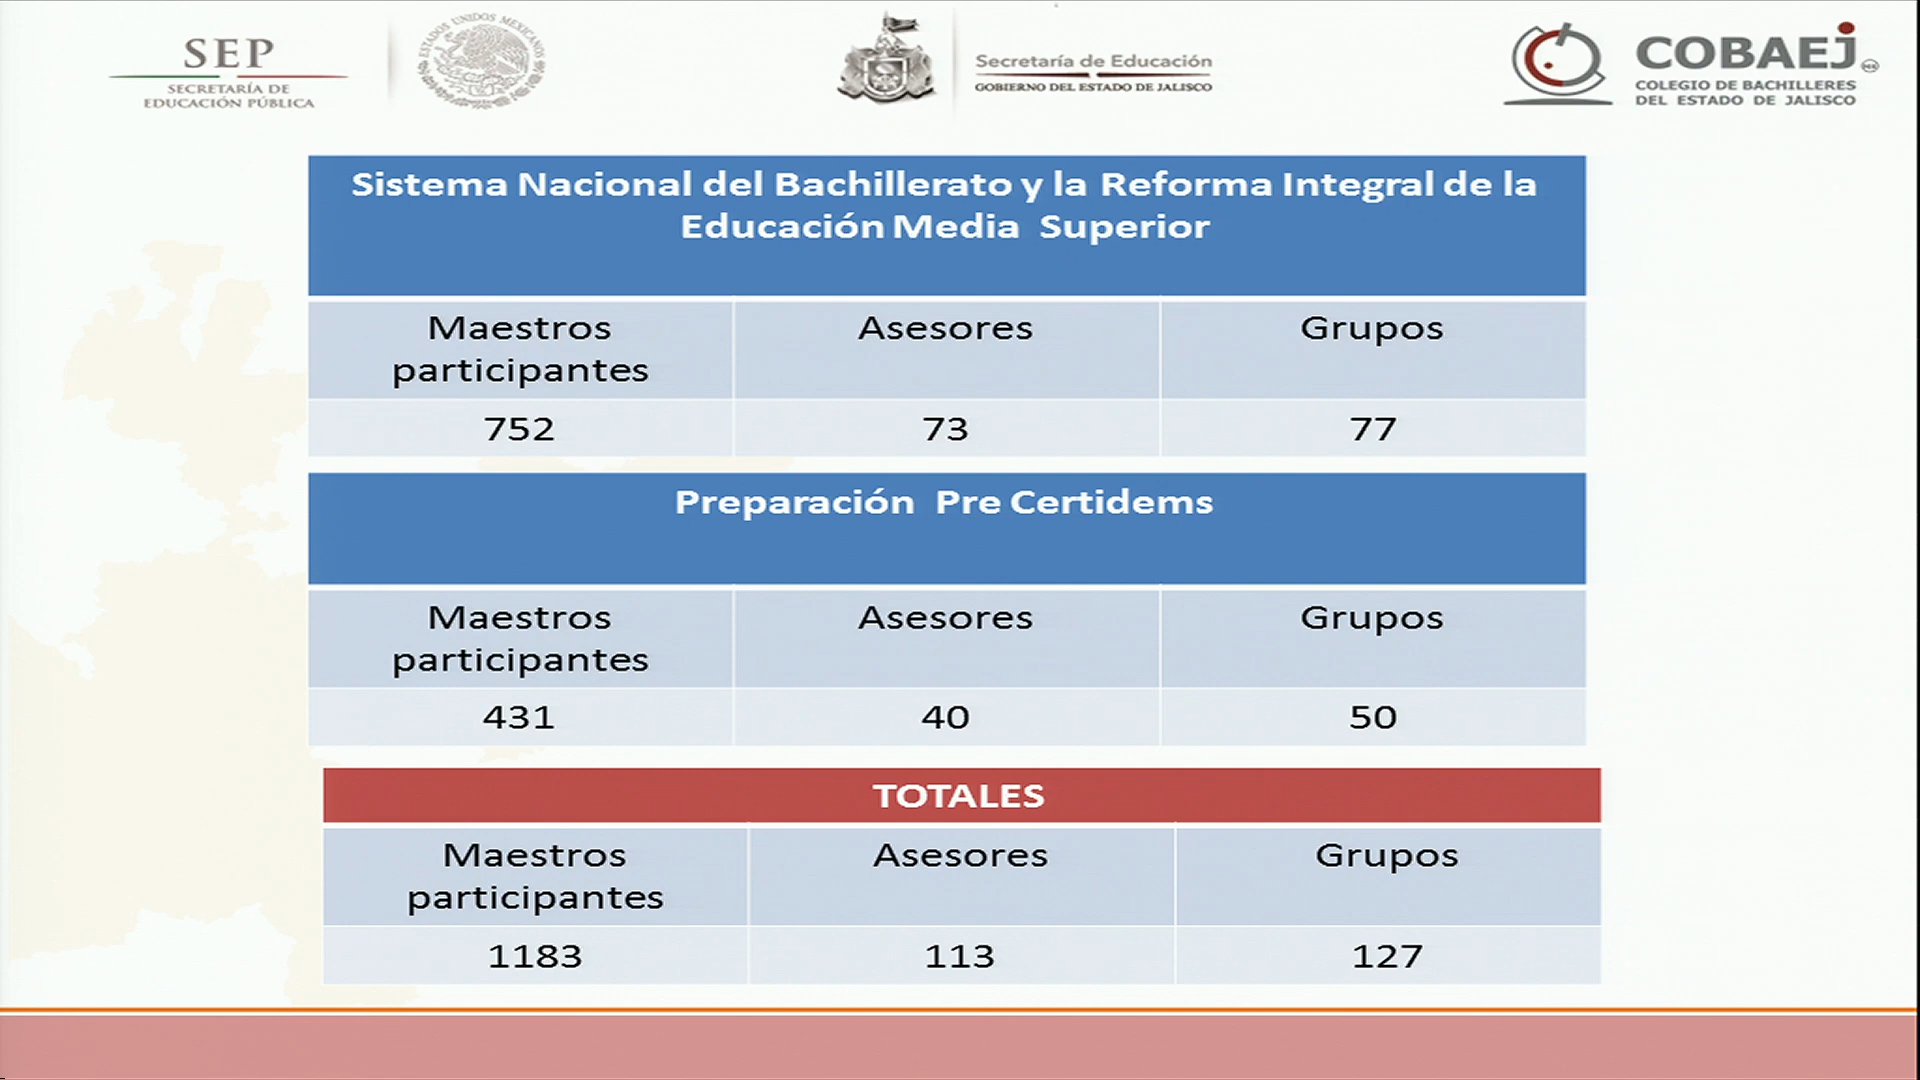 SEP
SECRETARÍA DE
EDUCACIÓN PÚBLICA
ESTADOS UNIDOS MEXICANOS
Secretaría de Educación
GOBIERNO DEL ESTADO DE JALISCO
COBAEJ
COLEGIO DE BACHILLERES
DEL ESTADO DE JALISCO
Sistema Nacional del Bachillerato y la Reforma Integral de la
Educación Media Superior
Maestros participantes
Asesores
Grupos
752
73
77
Preparación Pre Certidems
Maestros participantes
Asesores
Grupos
431
40
50
TOTALES
Maestros participantes
Asesores
Grupos
1183
113
127